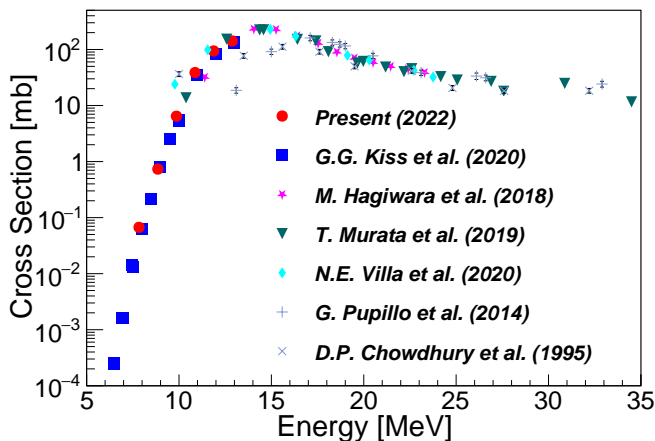 Cross Section [mb]
10²
10
1
10⁻¹
10⁻²
10⁻³
10⁻⁴
Present (2022)
G.G. Kiss et al. (2020)
M. Hagiwara et al. (2018)
T. Murata et al. (2019)
N.E. Villa et al. (2020)
G. Pupillo et al. (2014)
D.P. Chowdhury et al. (1995)
5 10 15 20 25 30 35
Energy [MeV]